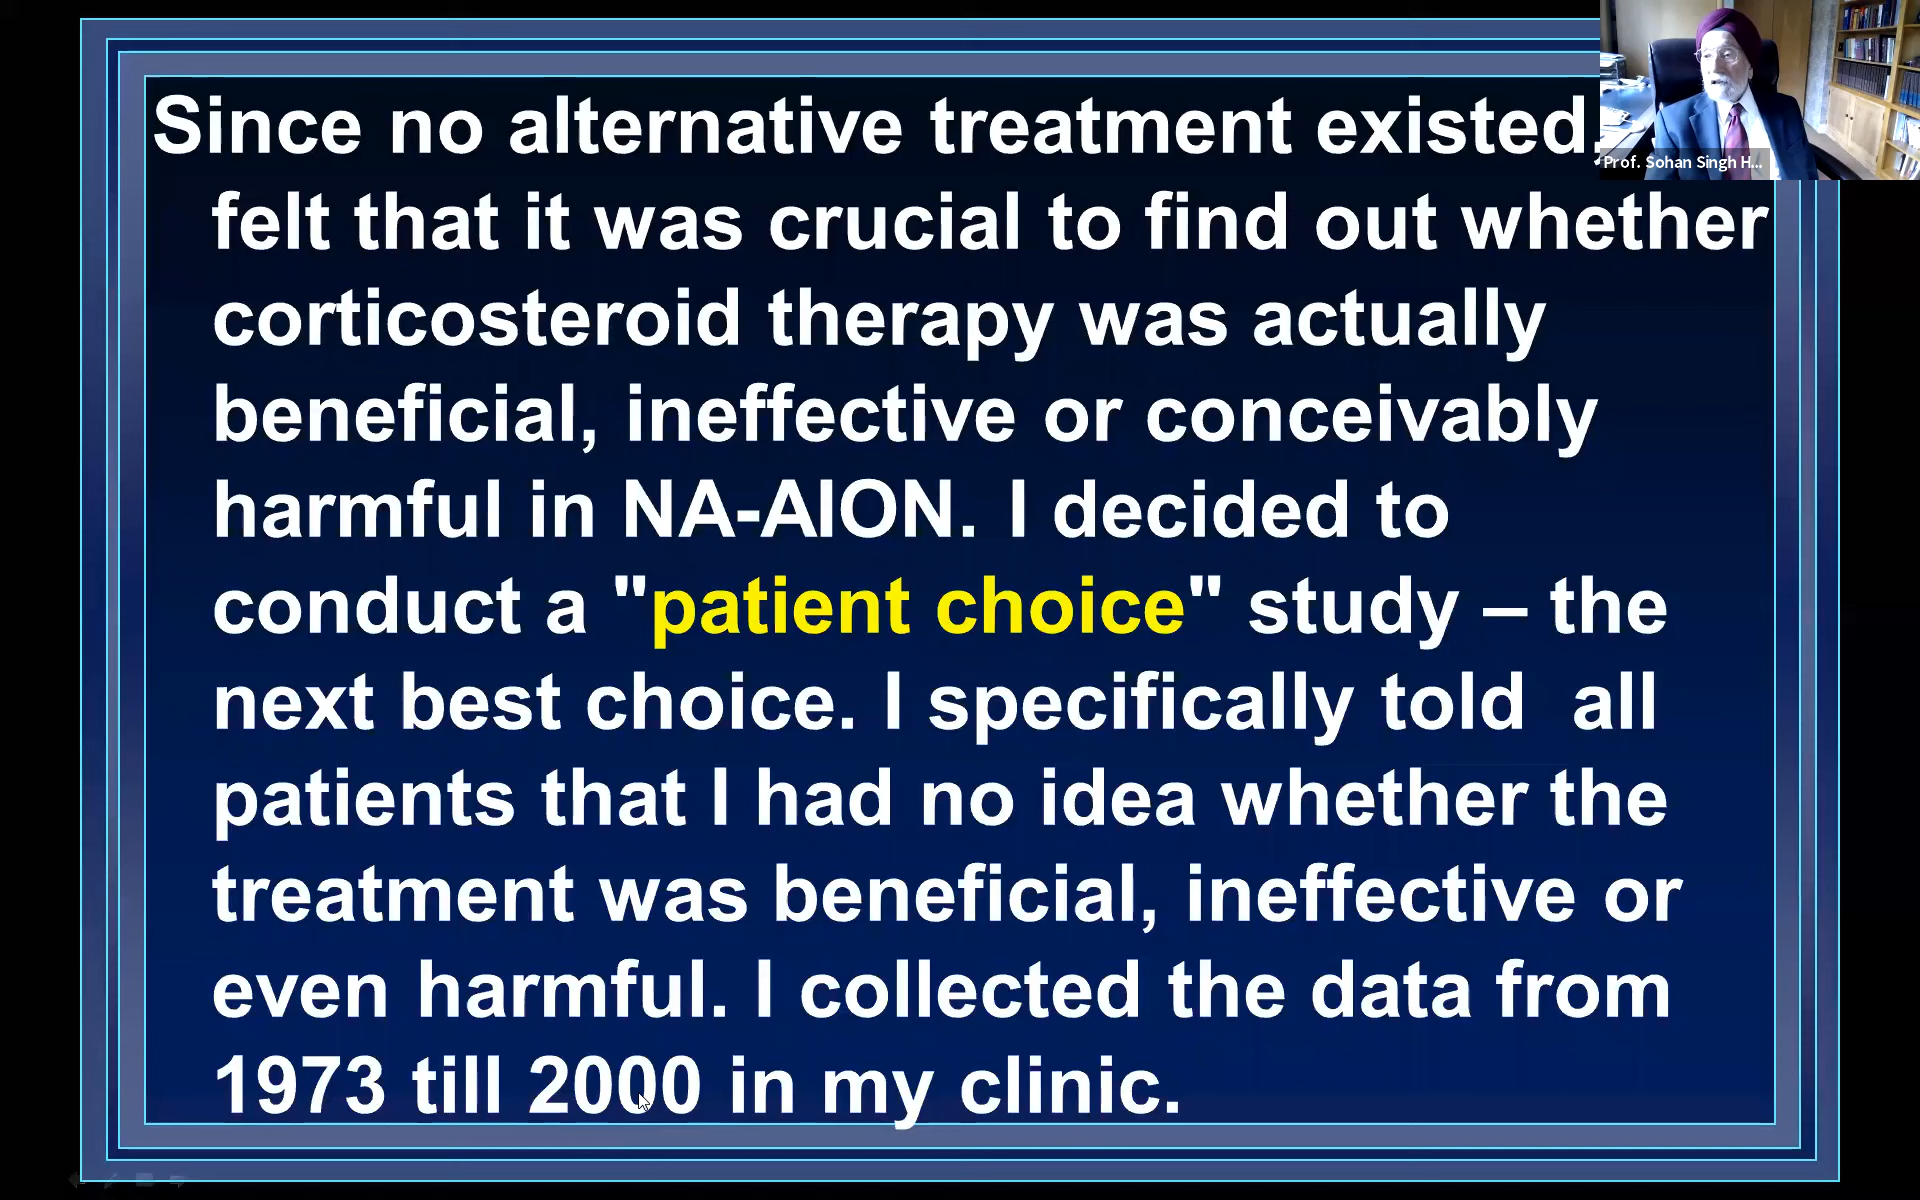 Since no alternative treatment existed,
felt that it was crucial to find out whether
corticosteroid therapy was actually
beneficial, ineffective or conceivably
harmful in NA-AION. I decided to
conduct a "patient choice" study – the
next best choice. I specifically told  all
patients that I had no idea whether the
treatment was beneficial, ineffective or
even harmful. I collected the data from
1973 till 2000 in my clinic.
Prof. Sohan Singh H...